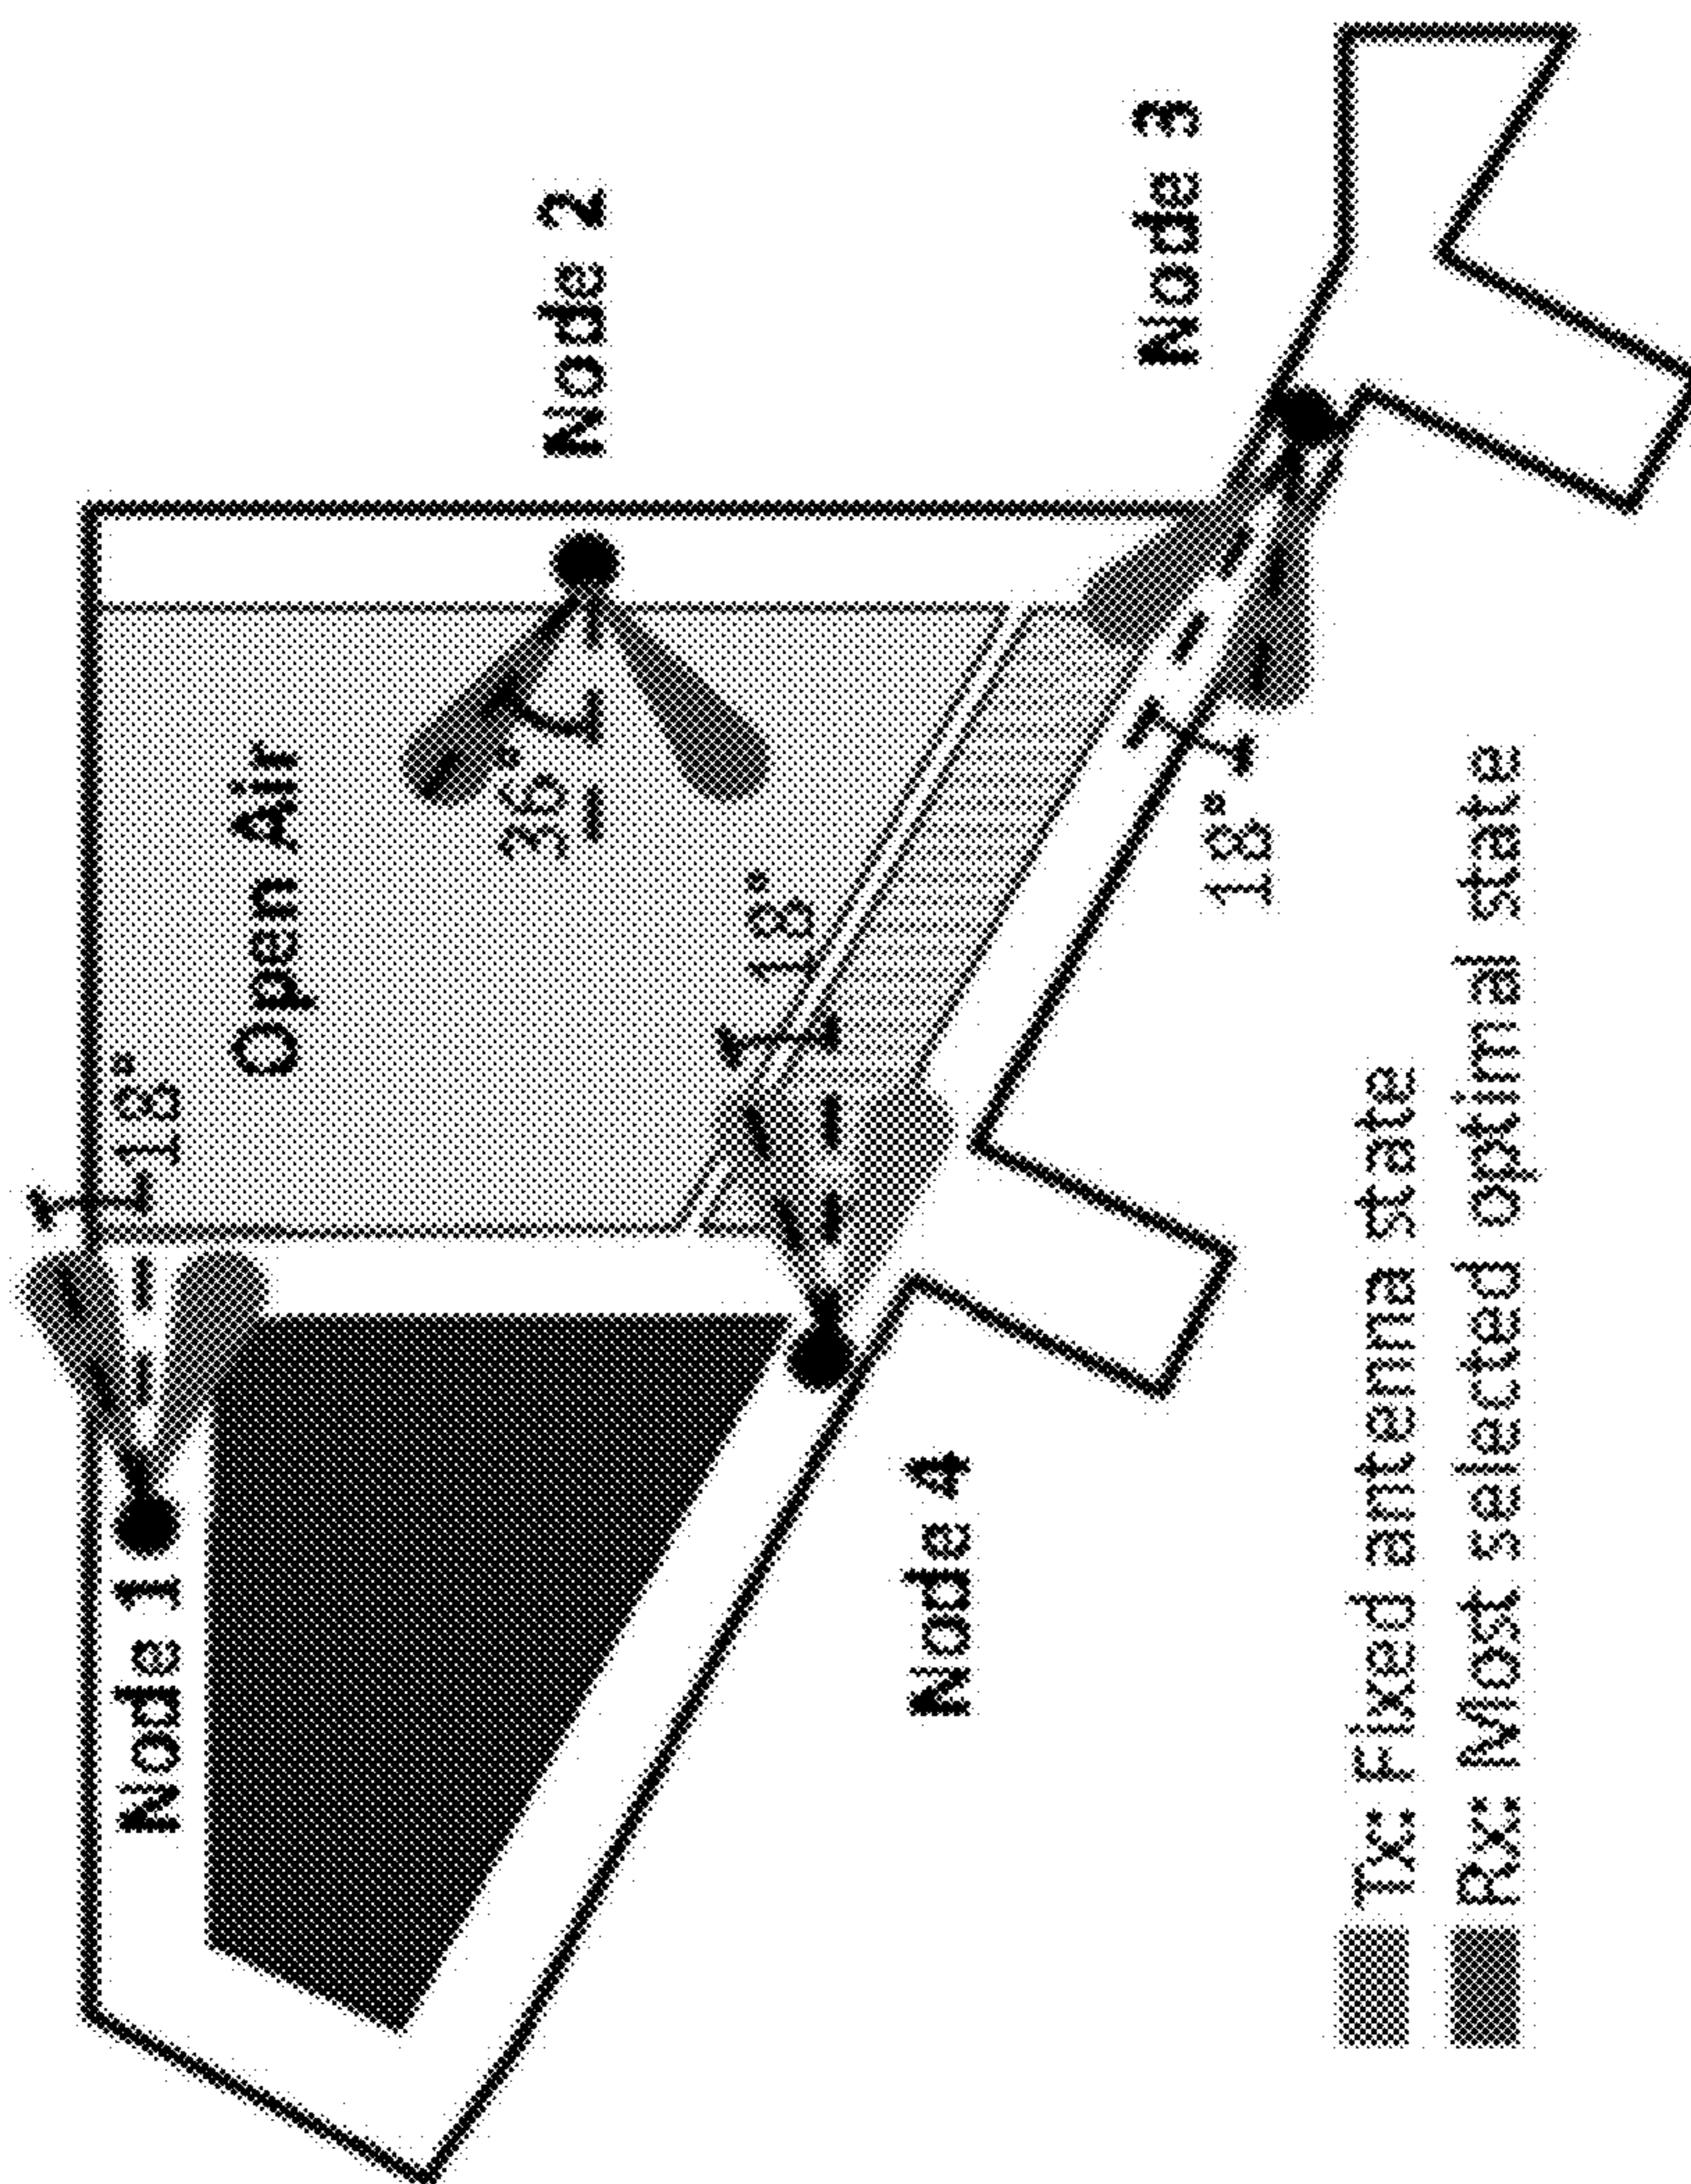 Node 1
18°
Open Air
36°
Node 2
18°
Node 4
18°
Node 3
Tx: Fixed antenna state
Rx: Most selected optimal state